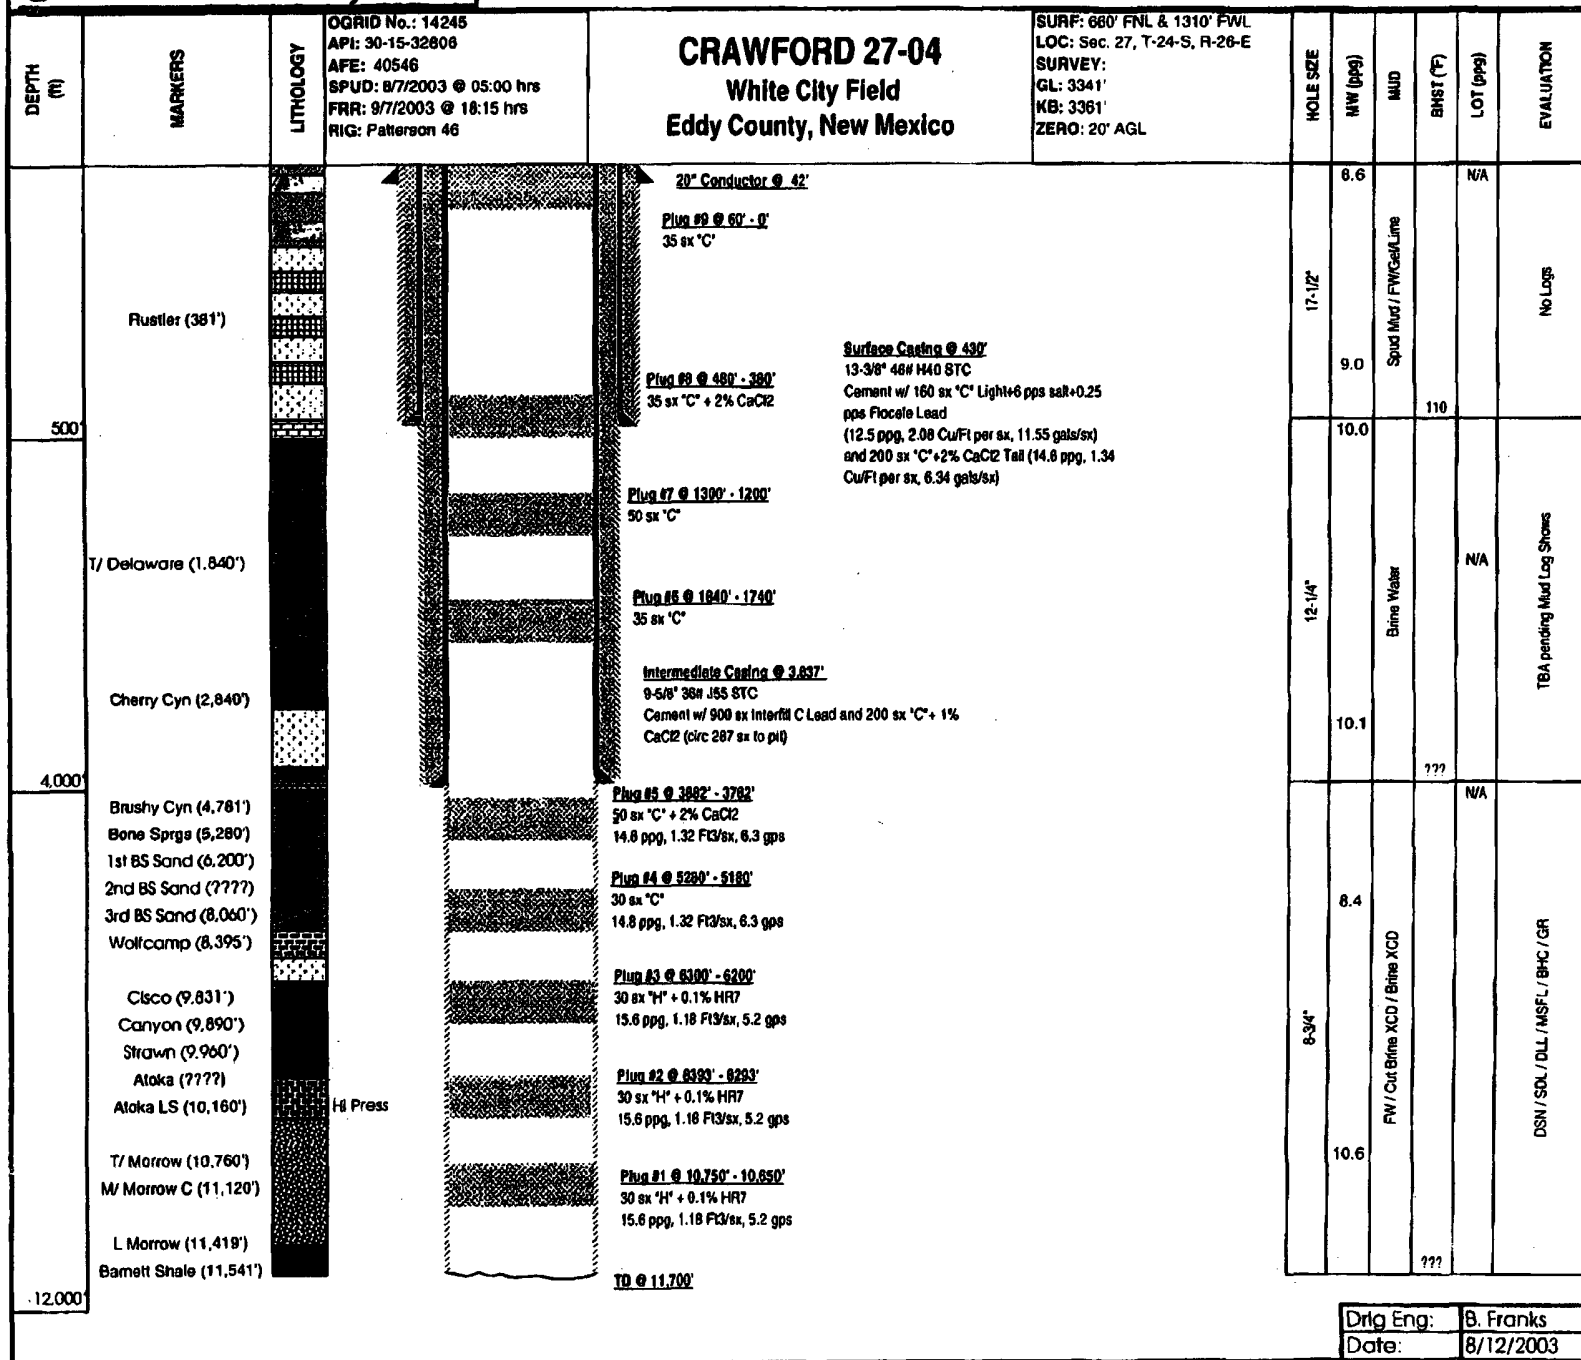 DEPTH
(ft)
MARKERS
LITHOLOGY
OGRID No.: 14245
API: 30-15-32806
AFE: 40546
SPUD: 8/7/2003 @ 05:00 hrs
FRR: 9/7/2003 @ 18:15 hrs
RIG: Patterson 46
CRAWFORD 27-04
White City Field
Eddy County, New Mexico
SURF: 660' FNL & 1310' FWL
LOC: Sec. 27, T-24-S, R-26-E
SURVEY:
GL: 3341'
KB: 3361'
ZERO: 20' AGL
HOLE SIZE
MW (ppg)
MUD
BHST (°F)
LOT (ppg)
EVALUATION
20" Conductor @ 42'
Plug #9 @ 60' - 0'
35 sx "C"
Rustler (381')
Plug #8 @ 480' - 380'
35 sx "C" + 2% CaCl2
Surface Casing @ 430'
13-3/8" 48# H40 STC
Cement w/ 160 sx "C" Light+6 pps salt+0.25
pps Flocele Lead
(12.5 ppg, 2.08 Cu/Ft per sx, 11.55 gals/sx)
and 200 sx "C"+2% CaCl2 Tail (14.8 ppg, 1.34
Cu/Ft per sx, 6.34 gals/sx)
500'
Plug #7 @ 1300' - 1200'
50 sx "C"
T/ Delaware (1,840')
Plug #6 @ 1840' - 1740'
35 sx "C"
Intermediate Casing @ 3,837'
9-5/8" 36# J55 STC
Cement w/ 900 sx Interfill C Lead and 200 sx "C"+ 1%
CaCl2 (circ 287 sx to pit)
Cherry Cyn (2,840')
4,000'
Brushy Cyn (4,781')
Bone Sprgs (5,280')
1st BS Sand (6,200')
2nd BS Sand (????)
3rd BS Sand (8,060')
Wolfcamp (8,395')
Cisco (9,831')
Canyon (9,890')
Strawn (9,960')
Atoka (????)
Atoka LS (10,160')
Hi Press
T/ Morrow (10,760')
M/ Morrow C (11,120')
L Morrow (11,419')
Barnett Shale (11,541')
12,000'
Plug #5 @ 3882' - 3782'
50 sx "C" + 2% CaCl2
14.8 ppg, 1.32 Ft3/sx, 6.3 gps
Plug #4 @ 5280' - 5180'
30 sx "C"
14.8 ppg, 1.32 Ft3/sx, 6.3 gps
Plug #3 @ 6300' - 6200'
30 sx "H" + 0.1% HR7
15.6 ppg, 1.18 Ft3/sx, 5.2 gps
Plug #2 @ 8393' - 8293'
30 sx "H" + 0.1% HR7
15.6 ppg, 1.18 Ft3/sx, 5.2 gps
Plug #1 @ 10,750' - 10,650'
30 sx "H" + 0.1% HR7
15.6 ppg, 1.18 Ft3/sx, 5.2 gps
TD @ 11,700'
17-1/2"
8.6
9.0
Spud Mud / FW/Gel/Lime
110
N/A
No Logs
12-1/4"
10.0
10.1
Brine Water
???
N/A
TBA pending Mud Log Shows
8-3/4"
8.4
10.6
FW / Cut Brine XCD / Brine XCD
???
N/A
DSN / SDL / DLL / MSFL / BHC / GR
Drlg Eng: B. Franks
Date: 8/12/2003